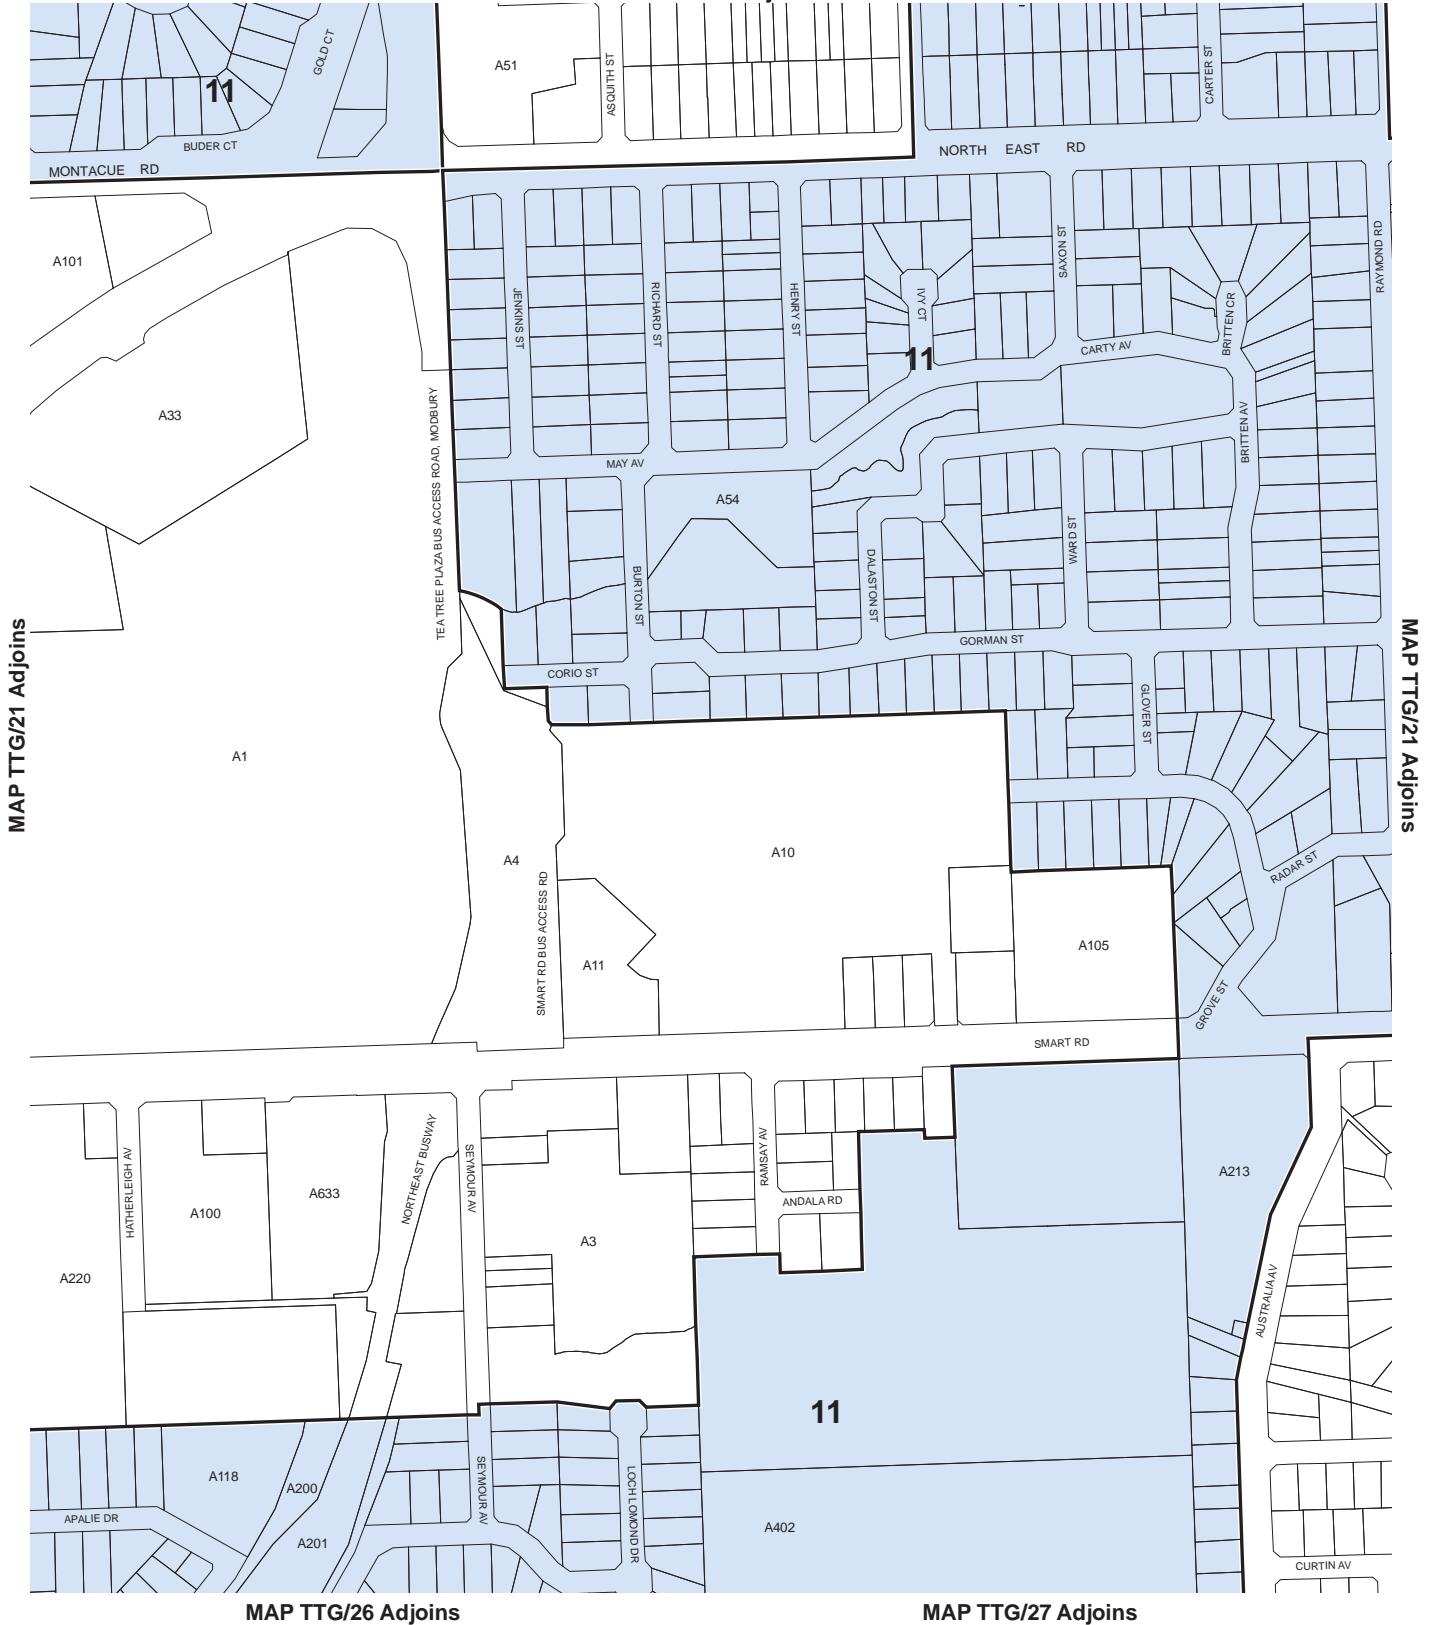 GOLD CT
A51
ASQUITH ST
CARTER ST
11
BUDER CT
NORTH EAST RD
MONTACUE RD
A101
JENKINS ST
RICHARD ST
HENRY ST
IVY CT
SAXON ST
RAYMOND RD
BRITTEN CR
CARTY AV
11
A33
TEA TREE PLAZA BUS ACCESS ROAD, MODBURY
BRITTEN AV
MAY AV
A54
WARD ST
BURTON ST
DALASTON ST
GORMAN ST
CORIO ST
GLOVER ST
MAP TTG/21 Adjoins
MAP TTG/21 Adjoins
A1
A4
A10
RADAR ST
SMART RD BUS ACCESS RD
A11
A105
GROVE ST
SMART RD
HATHERLEIGH AV
NORTHEAST BUSWAY
SEYMOUR AV
RAMSAY AV
A213
A633
A100
ANDALA RD
A3
A220
AUSTRALIA AV
11
A118
A200
SEYMOUR AV
LOCH LOMOND DR
APALIE DR
A201
A402
CURTIN AV
MAP TTG/26 Adjoins
MAP TTG/27 Adjoins